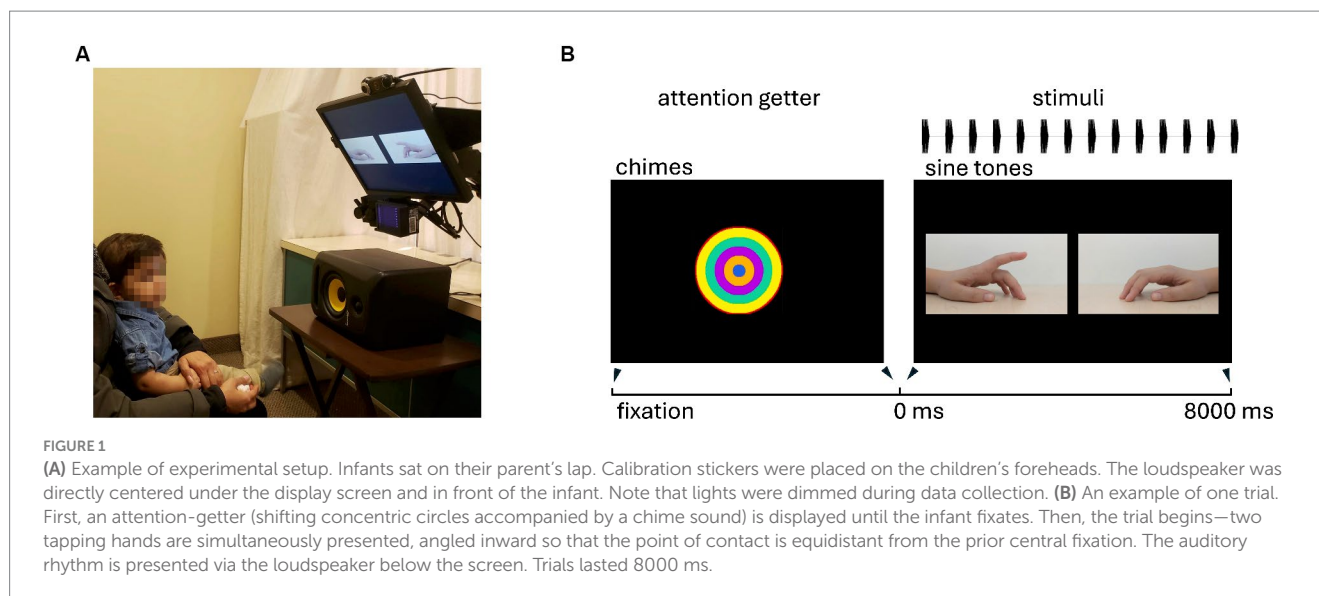 A
B
attention getter
stimuli
chimes
sine tones
fixation
0 ms
8000 ms
FIGURE 1
(A) Example of experimental setup. Infants sat on their parent’s lap. Calibration stickers were placed on the children’s foreheads. The loudspeaker was
directly centered under the display screen and in front of the infant. Note that lights were dimmed during data collection. (B) An example of one trial.
First, an attention-getter (shifting concentric circles accompanied by a chime sound) is displayed until the infant fixates. Then, the trial begins—two
tapping hands are simultaneously presented, angled inward so that the point of contact is equidistant from the prior central fixation. The auditory
rhythm is presented via the loudspeaker below the screen. Trials lasted 8000 ms.